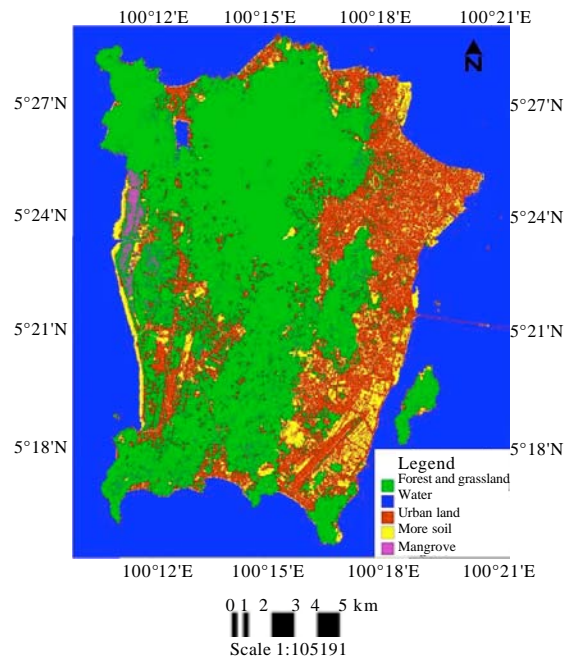 100°12'E 100°15'E 100°18'E 100°21'E
N
5°27'N 5°27'N
5°24'N 5°24'N
5°21'N 5°21'N
5°18'N 5°18'N
Legend
Forest and grassland
Water
Urban land
More soil
Mangrove
100°12'E 100°15'E 100°18'E 100°21'E
0 1 2 3 4 5 km
Scale 1:105191